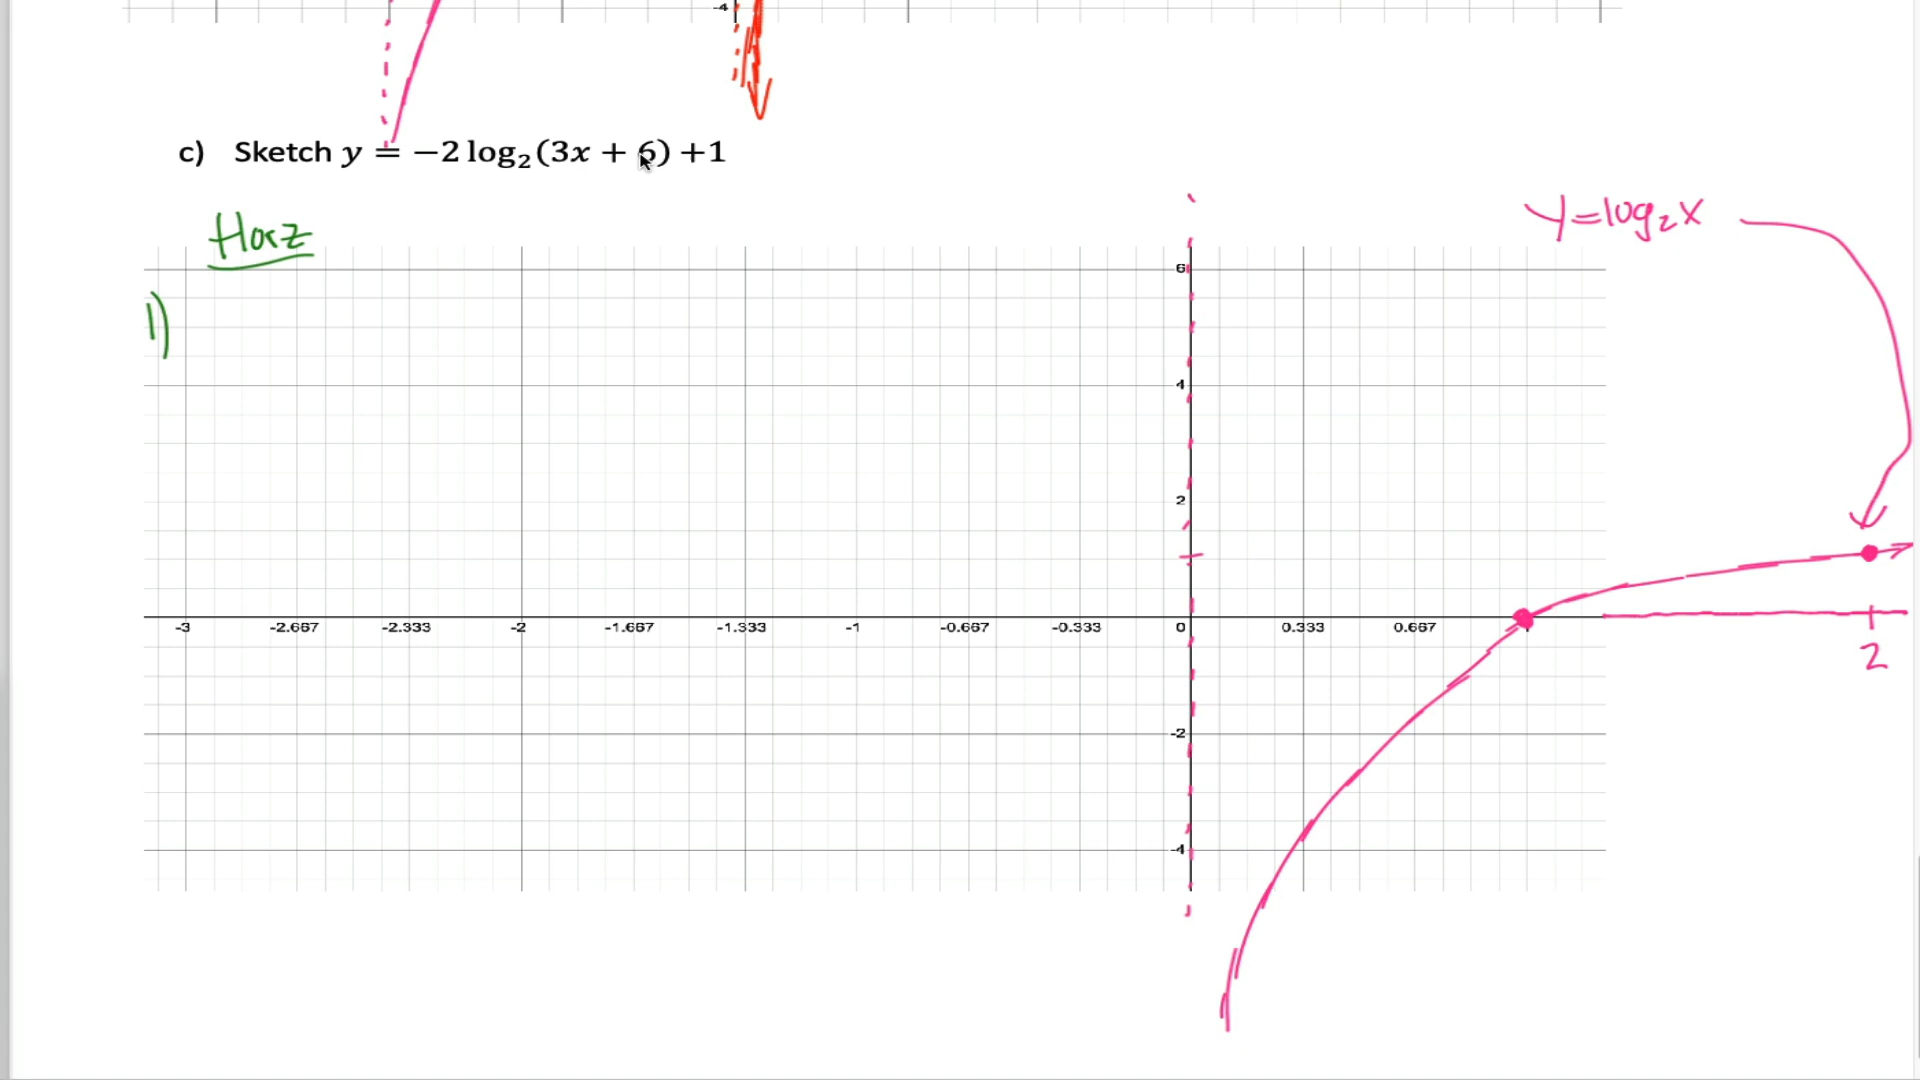 -4
c) Sketch y = −2 log₂(3x + 6) +1
Horz
y=log₂x
1)
6
4
2
-3 -2.667 -2.333 -2 -1.667 -1.333 -1 -0.667 -0.333 0 0.333 0.667
2
-2
-4